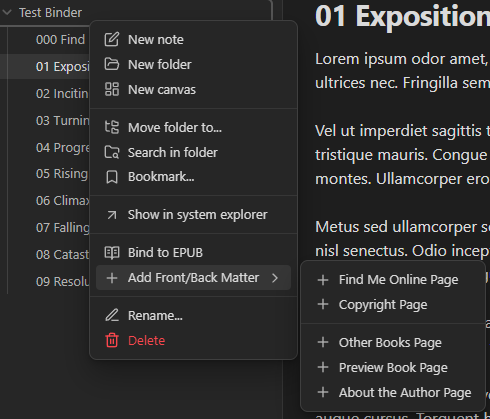 Test Binder
000 Find
01 Exposi
02 Inciting
03 Turnin
04 Progre
05 Rising
06 Climax
07 Falling
08 Catast
09 Resolu
New note
New folder
New canvas
Move folder to...
Search in folder
Bookmark...
Show in system explorer
Bind to EPUB
Add Front/Back Matter
Rename...
Delete
Find Me Online Page
Copyright Page
Other Books Page
Preview Book Page
About the Author Page
01 Exposition
Lorem ipsum odor amet,
ultrices nec. Fringilla sem
Vel ut imperdiet sagittis t
tristique mauris. Congue
montes. Ullamcorper ero
Metus sed ullamcorper s
nisl senectus. Odio incep
augue cursus. Torquent